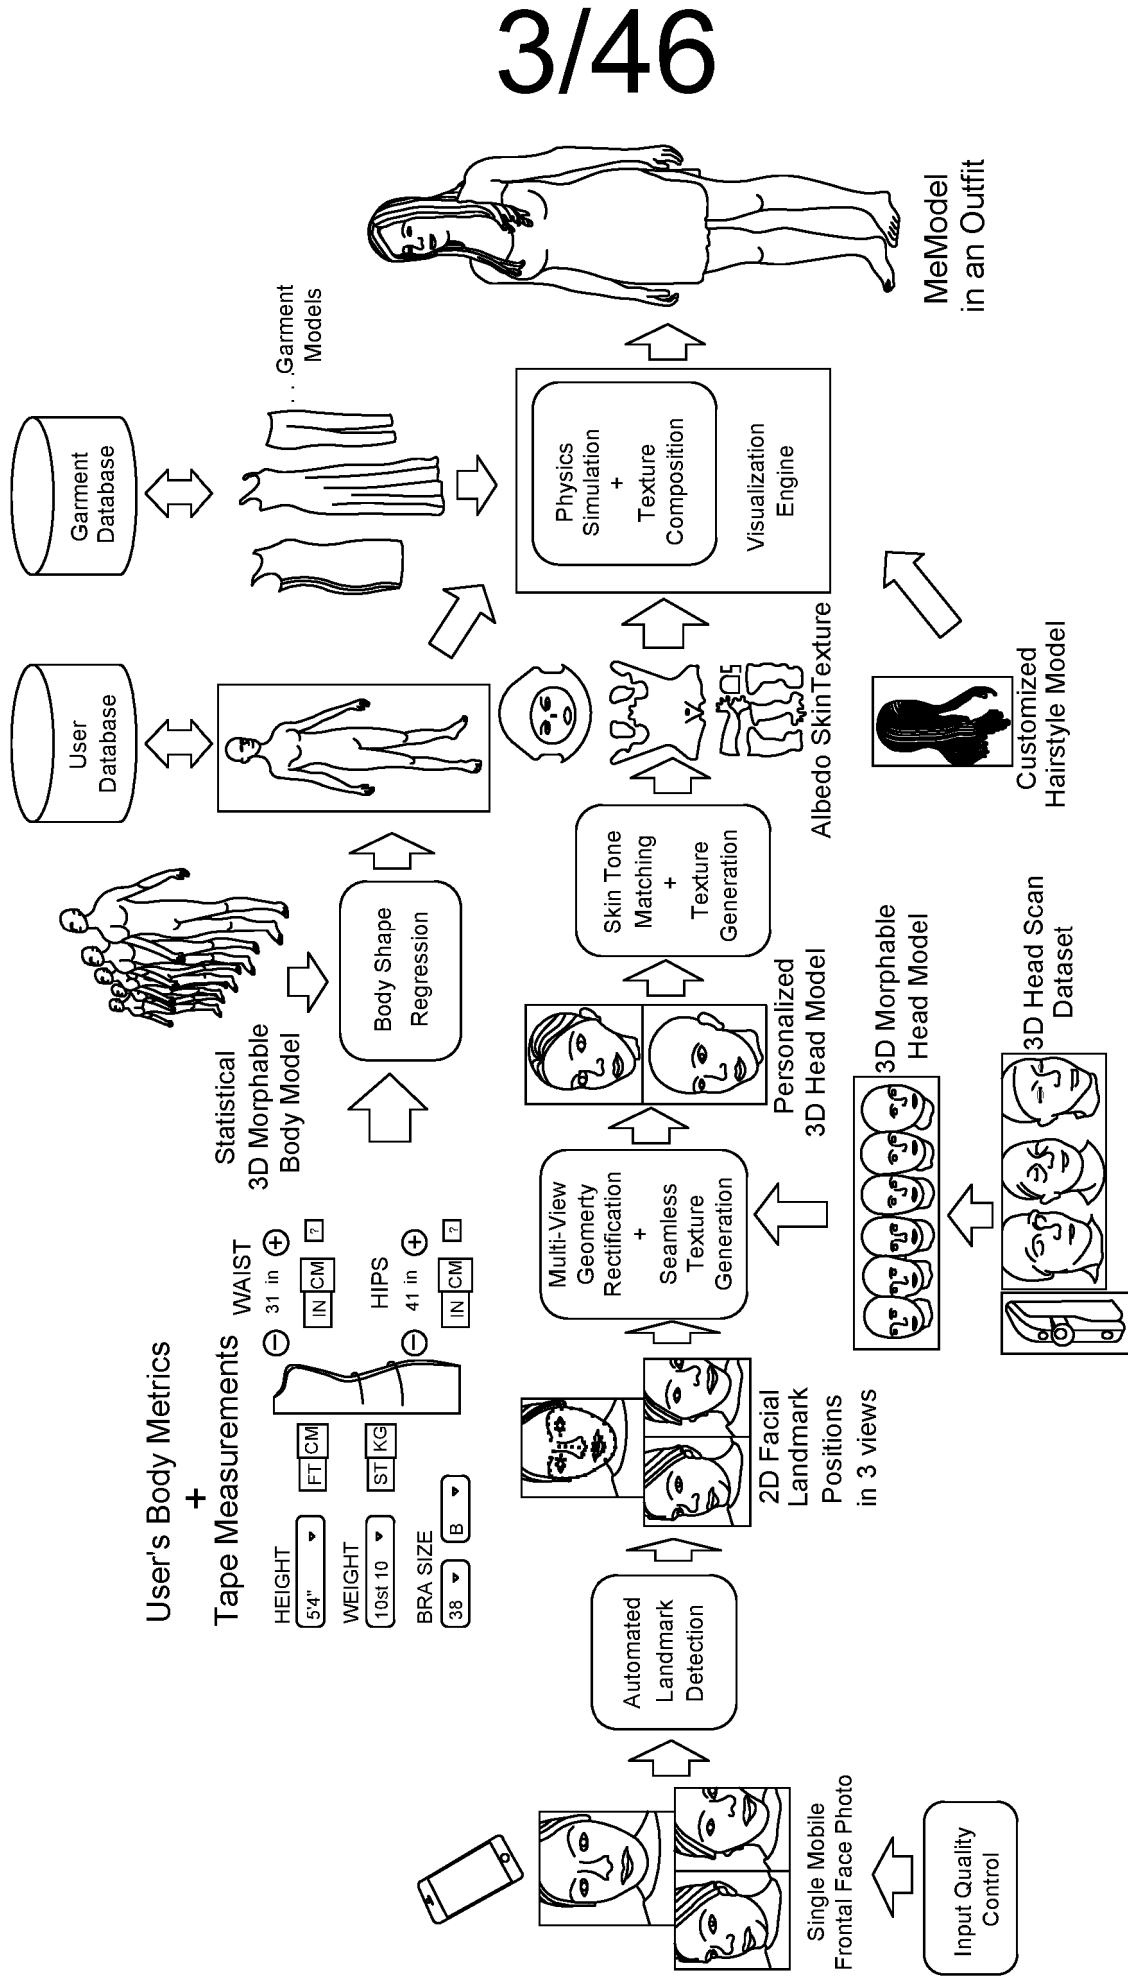 3/46
User's Body Metrics
+
Tape Measurements
HEIGHT
5'4"
FT CM
WEIGHT
10st 10
ST KG
BRA SIZE
38
B
WAIST
31 in
IN CM
?
HIPS
41 in
IN CM
?
Statistical
3D Morphable
Body Model
Body Shape
Regression
User
Database
Garment
Database
...Garment
Models
Input Quality
Control
Single Mobile
Frontal Face Photo
Automated
Landmark
Detection
2D Facial
Landmark
Positions
in 3 views
Multi-View
Geomerty
Rectification
+
Seamless
Texture
Generation
3D Morphable
Head Model
3D Head Scan
Dataset
Personalized
3D Head Model
Skin Tone
Matching
+
Texture
Generation
Albedo SkinTexture
Customized
Hairstyle Model
Physics
Simulation
+
Texture
Composition
Visualization
Engine
MeModel
in an Outfit